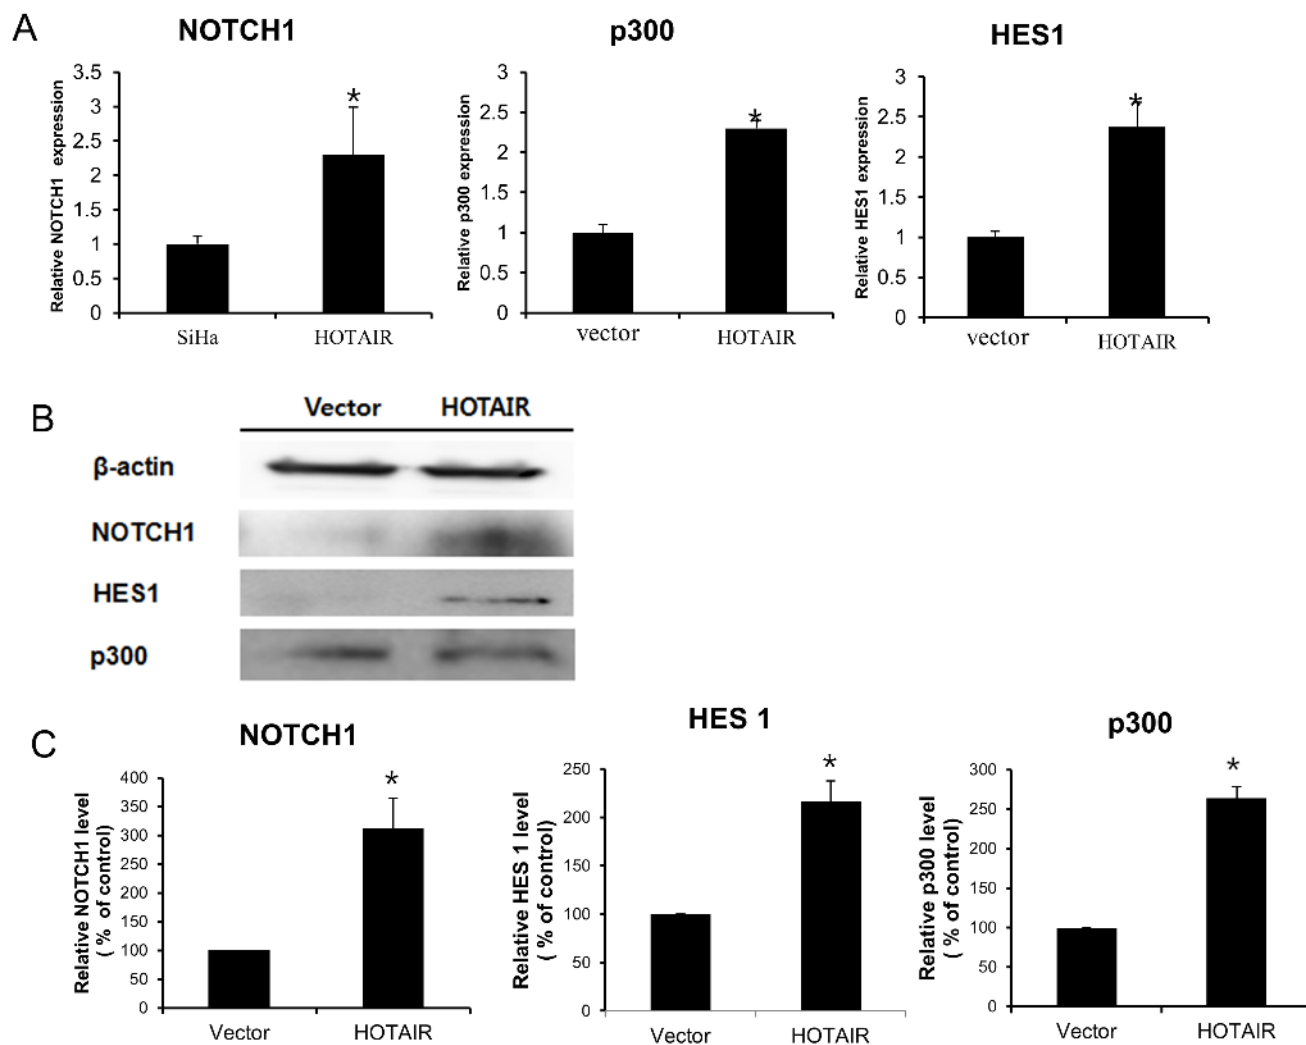 A
NOTCH1
Relative NOTCH1 expression
3.5
3
2.5
2
1.5
1
0.5
0
*
SiHa
HOTAIR
p300
Relative p300 expression
3
2.5
2
1.5
1
0.5
0
*
vector
HOTAIR
HES1
Relative HES1 expression
3
2.5
2
1.5
1
0.5
0
*
vector
HOTAIR
B
Vector HOTAIR
β-actin
NOTCH1
HES1
p300
C
NOTCH1
Relative NOTCH1 level
( % of control)
400
350
300
250
200
150
100
50
0
*
Vector
HOTAIR
HES 1
Relative HES 1 level
( % of control)
250
200
150
100
50
0
*
Vector
HOTAIR
p300
Relative p300 level
( % of control)
300
250
200
150
100
50
0
*
Vector
HOTAIR